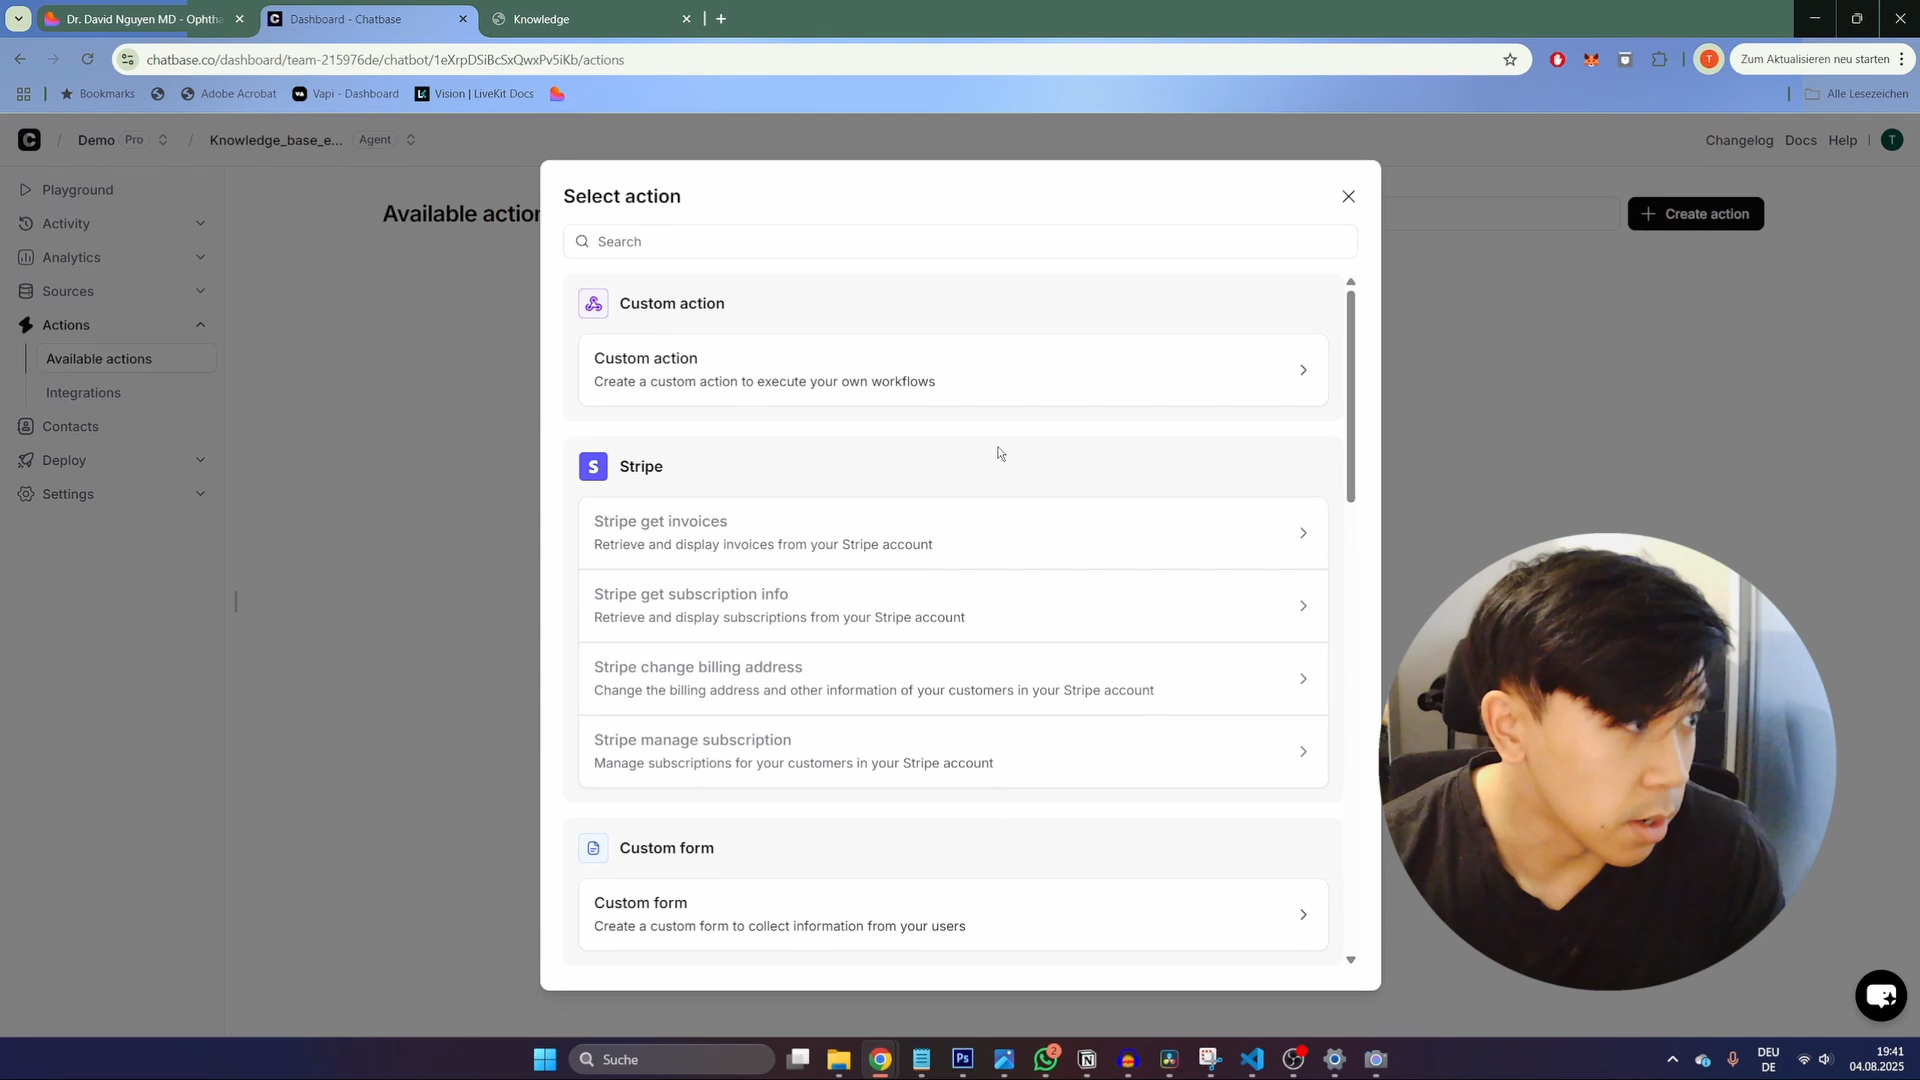 Dr. David Nguyen MD - Ophtha
Dashboard - Chatbase
Knowledge
chatbase.co/dashboard/team-215976de/chatbot/1eXrpDSiBcSxQwxPv5iKb/actions
T
Zum Aktualisieren neu starten
Bookmarks
Adobe Acrobat
Vapi - Dashboard
Vision | LiveKit Docs
Alle Lesezeichen
/ Demo Pro / Knowledge_base_e... Agent
Changelog Docs Help T
Playground
Activity
Analytics
Sources
Actions
Available actions
Integrations
Contacts
Deploy
Settings
Available action
Create action
Select action
Search
Custom action
Custom action
Create a custom action to execute your own workflows
S Stripe
Stripe get invoices
Retrieve and display invoices from your Stripe account
Stripe get subscription info
Retrieve and display subscriptions from your Stripe account
Stripe change billing address
Change the billing address and other information of your customers in your Stripe account
Stripe manage subscription
Manage subscriptions for your customers in your Stripe account
Custom form
Custom form
Create a custom form to collect information from your users
Suche
Ps
2
DEU
DE
19:41
04.08.2025